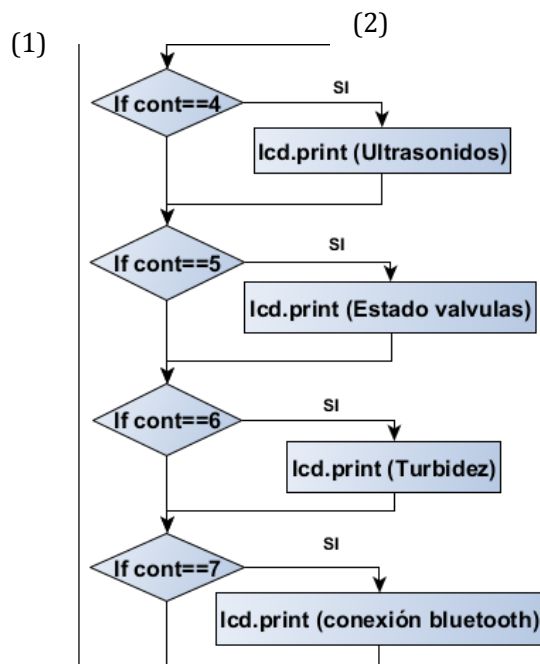 (1)
(2)
If cont==4
SI
lcd.print (Ultrasonidos)
If cont==5
SI
lcd.print (Estado valvulas)
If cont==6
SI
lcd.print (Turbidez)
If cont==7
SI
lcd.print (conexión bluetooth)